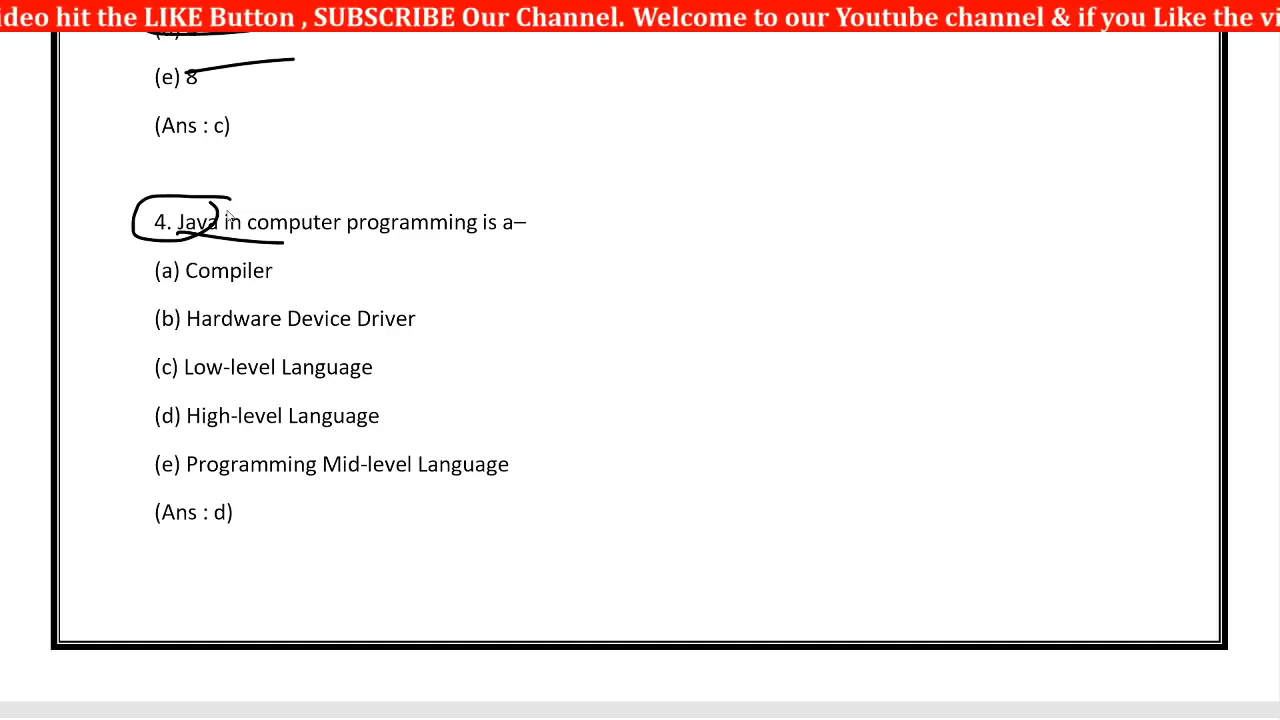 ideo hit the LIKE Button , SUBSCRIBE Our Channel. Welcome to our Youtube channel & if you Like the vi
(e) 8
(Ans : c)
4. Java in computer programming is a–
(a) Compiler
(b) Hardware Device Driver
(c) Low-level Language
(d) High-level Language
(e) Programming Mid-level Language
(Ans : d)